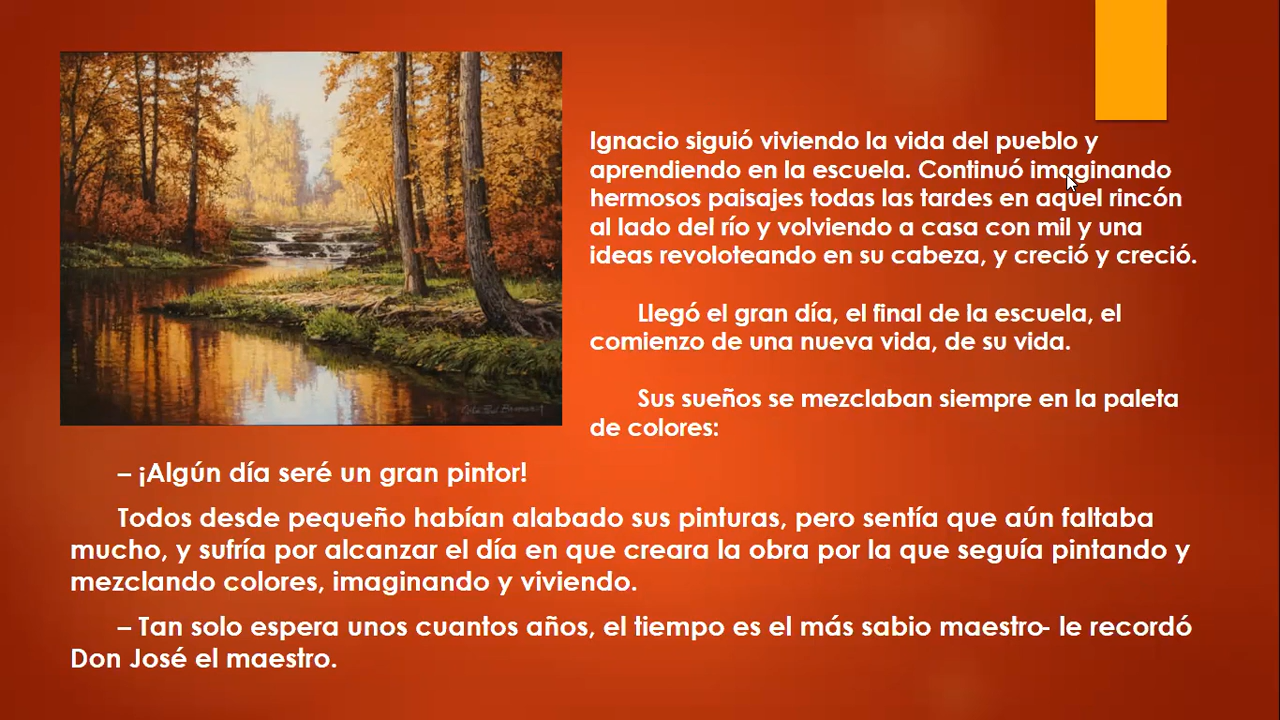 Ignacio siguió viviendo la vida del pueblo y
aprendiendo en la escuela. Continuó imaginando
hermosos paisajes todas las tardes en aquel rincón
al lado del río y volviendo a casa con mil y una
ideas revoloteando en su cabeza, y creció y creció.
Llegó el gran día, el final de la escuela, el
comienzo de una nueva vida, de su vida.
Sus sueños se mezclaban siempre en la paleta
de colores:
– ¡Algún día seré un gran pintor!
Todos desde pequeño habían alabado sus pinturas, pero sentía que aún faltaba
mucho, y sufría por alcanzar el día en que creara la obra por la que seguía pintando y
mezclando colores, imaginando y viviendo.
– Tan solo espera unos cuantos años, el tiempo es el más sabio maestro- le recordó
Don José el maestro.